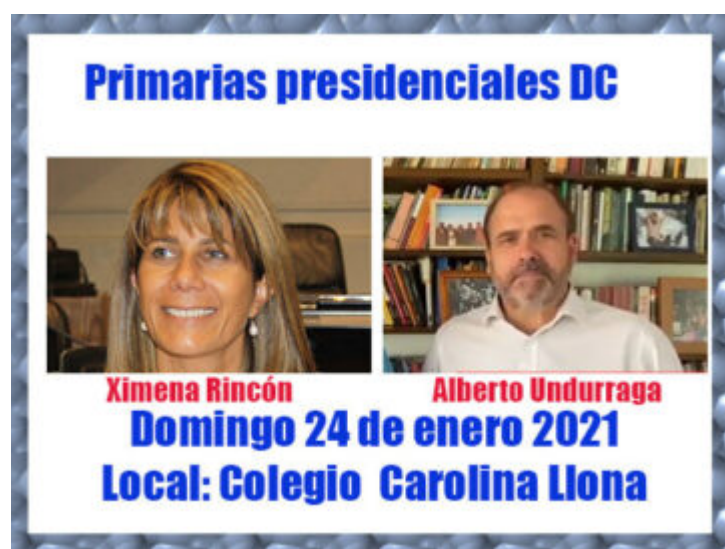 Primarias presidenciales DC
Ximena Rincón
Alberto Undurraga
Domingo 24 de enero 2021
Local: Colegio Carolina Llona